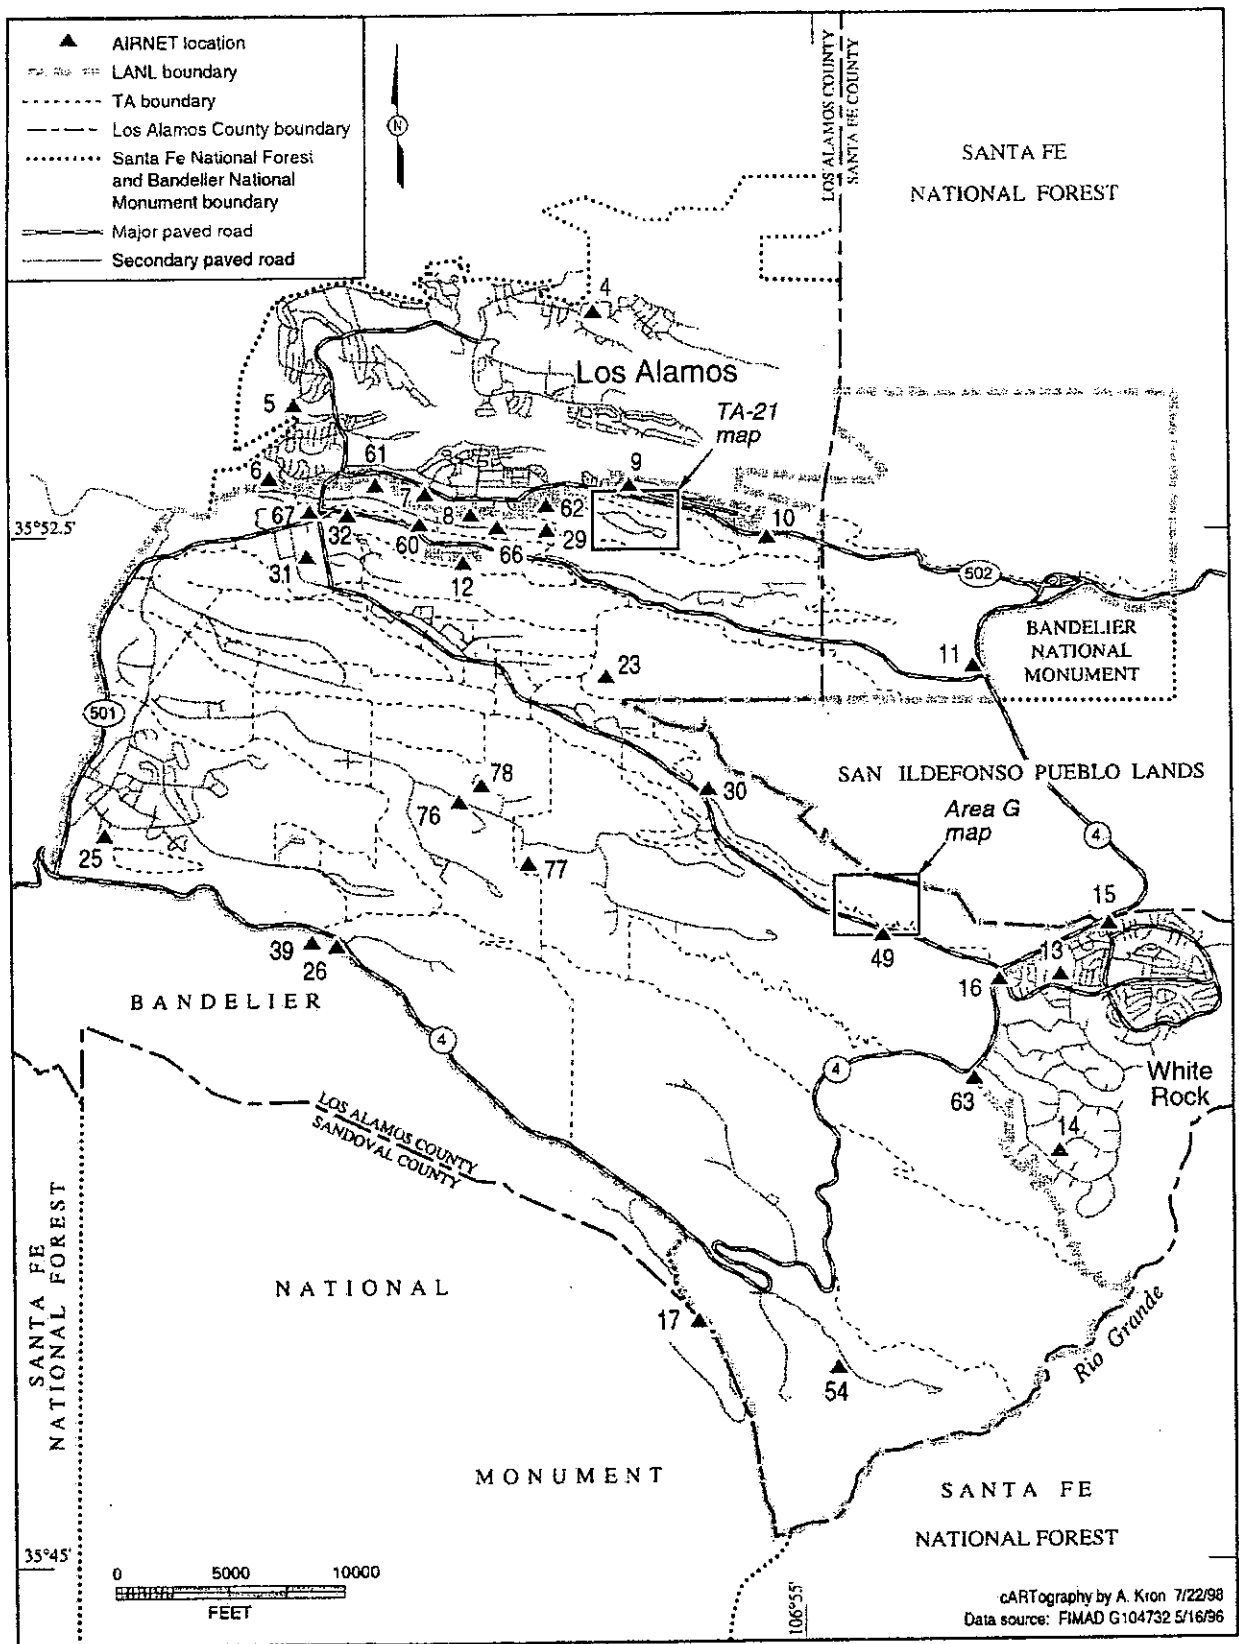 AIRNET location
LANL boundary
TA boundary
Los Alamos County boundary
Santa Fe National Forest
and Bandelier National
Monument boundary
Major paved road
Secondary paved road
N
LOS ALAMOS COUNTY
SANTA FE COUNTY
SANTA FE
NATIONAL FOREST
4
Los Alamos
5
TA-21
map
61
9
6
7
62
67
8
10
35°52.5'
32
60
66
29
31
12
502
BANDELIER
NATIONAL
MONUMENT
11
23
501
SAN ILDEFONSO PUEBLO LANDS
78
30
76
Area G
map
4
25
77
15
39
26
49
13
16
BANDELIER
4
4
White
Rock
63
LOS ALAMOS COUNTY
SANDOVAL COUNTY
14
SANTA FE
NATIONAL FOREST
NATIONAL
17
Rio Grande
54
MONUMENT
SANTA FE
NATIONAL FOREST
35°45'
0 5000 10000
FEET
106°55'
cARTography by A. Kron 7/22/98
Data source: FIMAD G104732 5/16/96